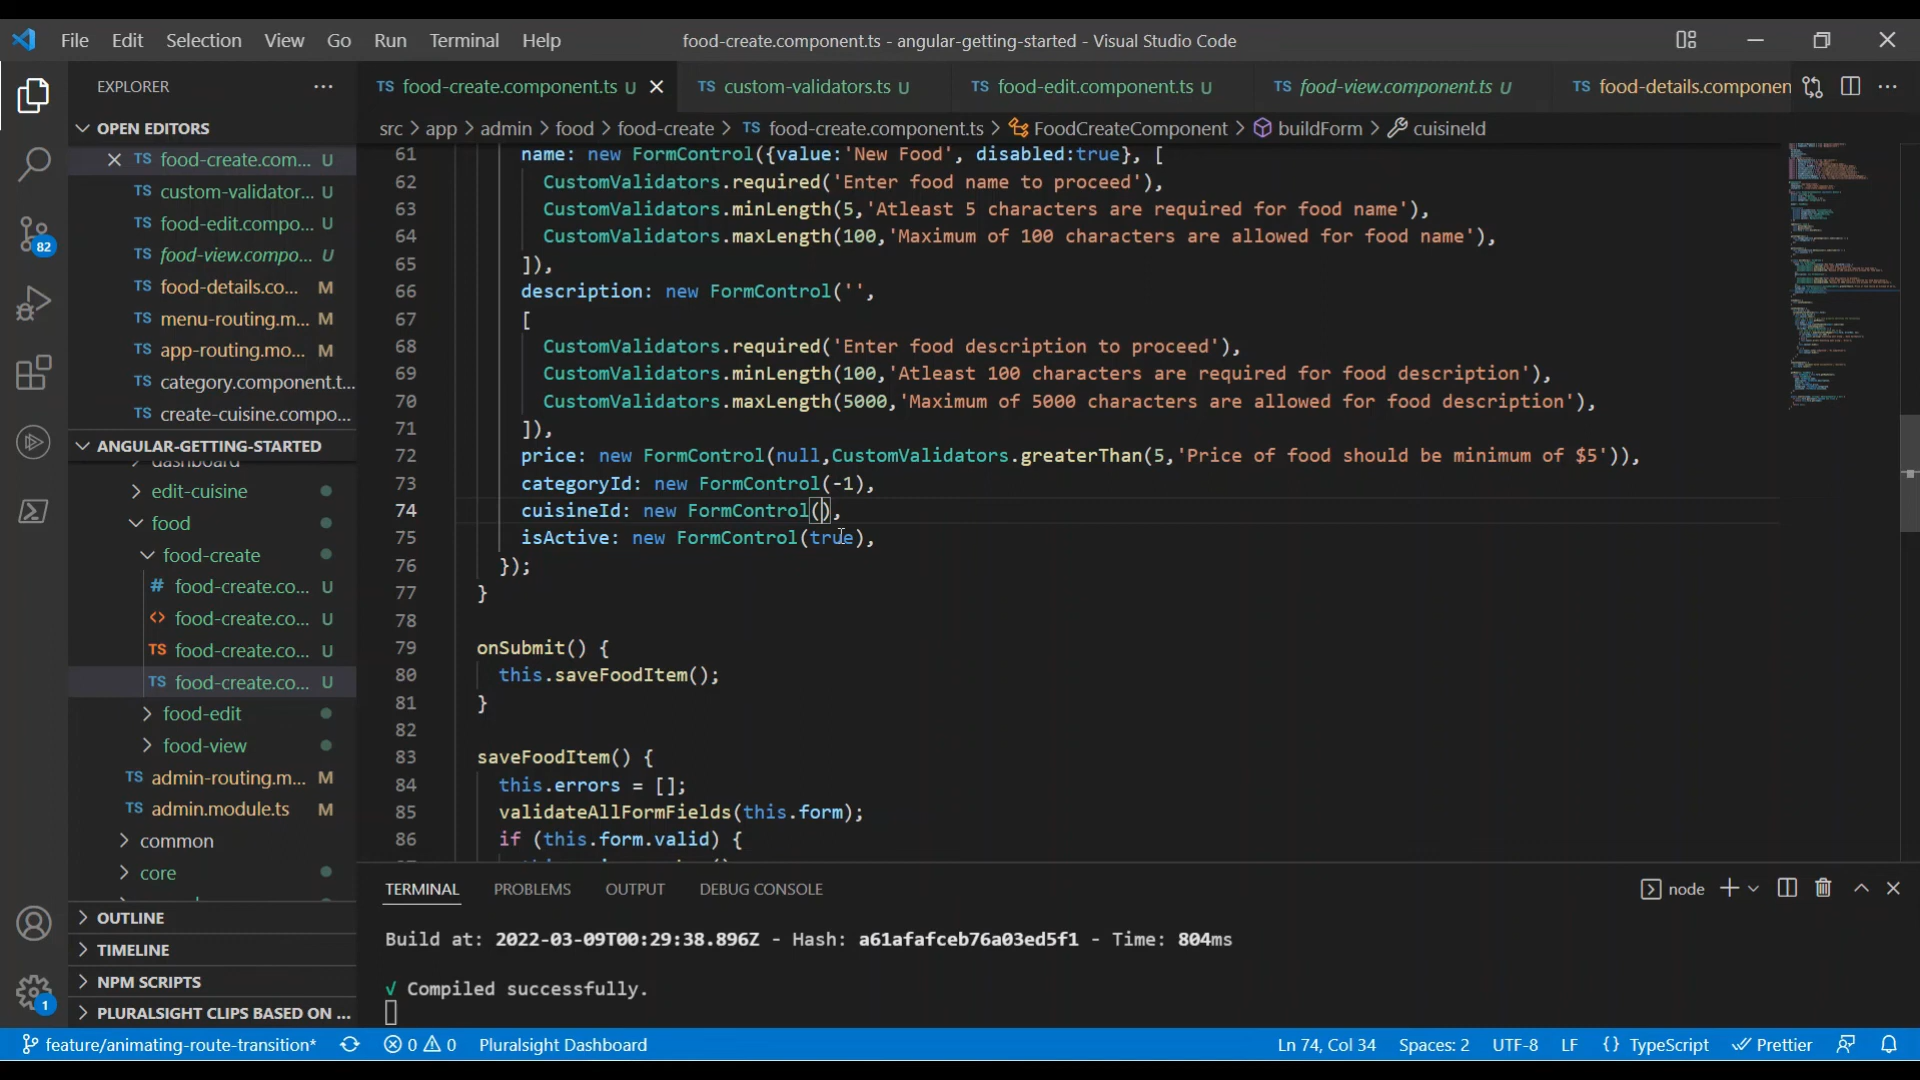 File Edit Selection View Go Run Terminal Help food-create.component.ts - angular-getting-started - Visual Studio Code
EXPLORER ...
TS food-create.component.ts U TS custom-validators.ts U TS food-edit.component.ts U TS food-view.component.ts U TS food-details.componen
src > app > admin > food > food-create > TS food-create.component.ts > FoodCreateComponent > buildForm > cuisineId
OPEN EDITORS
TS food-create.com... U
TS custom-validator... U
TS food-edit.compo... U
TS food-view.compo... U
TS food-details.co... M
TS menu-routing.m... M
TS app-routing.mo... M
category.component.t...
create-cuisine.compo...
ANGULAR-GETTING-STARTED
dashboard
edit-cuisine
food
food-create
# food-create.co... U
<> food-create.co... U
TS food-create.co... U
TS food-create.co... U
food-edit
food-view
TS admin-routing.m... M
TS admin.module.ts M
common
core
OUTLINE
TIMELINE
NPM SCRIPTS
PLURALSIGHT CLIPS BASED ON ...
82
1
61 name: new FormControl({value:'New Food', disabled:true}, [
62 CustomValidators.required('Enter food name to proceed'),
63 CustomValidators.minLength(5,'Atleast 5 characters are required for food name'),
64 CustomValidators.maxLength(100,'Maximum of 100 characters are allowed for food name'),
65 ]),
66 description: new FormControl('',
67 [
68 CustomValidators.required('Enter food description to proceed'),
69 CustomValidators.minLength(100,'Atleast 100 characters are required for food description'),
70 CustomValidators.maxLength(5000,'Maximum of 5000 characters are allowed for food description'),
71 ]),
72 price: new FormControl(null,CustomValidators.greaterThan(5,'Price of food should be minimum of $5')),
73 categoryId: new FormControl(-1),
74 cuisineId: new FormControl(),
75 isActive: new FormControl(true),
76 });
77 }
78
79 onSubmit() {
80 this.saveFoodItem();
81 }
82
83 saveFoodItem() {
84 this.errors = [];
85 validateAllFormFields(this.form);
86 if (this.form.valid) {
TERMINAL PROBLEMS OUTPUT DEBUG CONSOLE node
Build at: 2022-03-09T00:29:38.896Z - Hash: a61afafceb76a03ed5f1 - Time: 804ms
√ Compiled successfully.
feature/animating-route-transition* 0 0 Pluralsight Dashboard Ln 74, Col 34 Spaces: 2 UTF-8 LF {} TypeScript Prettier